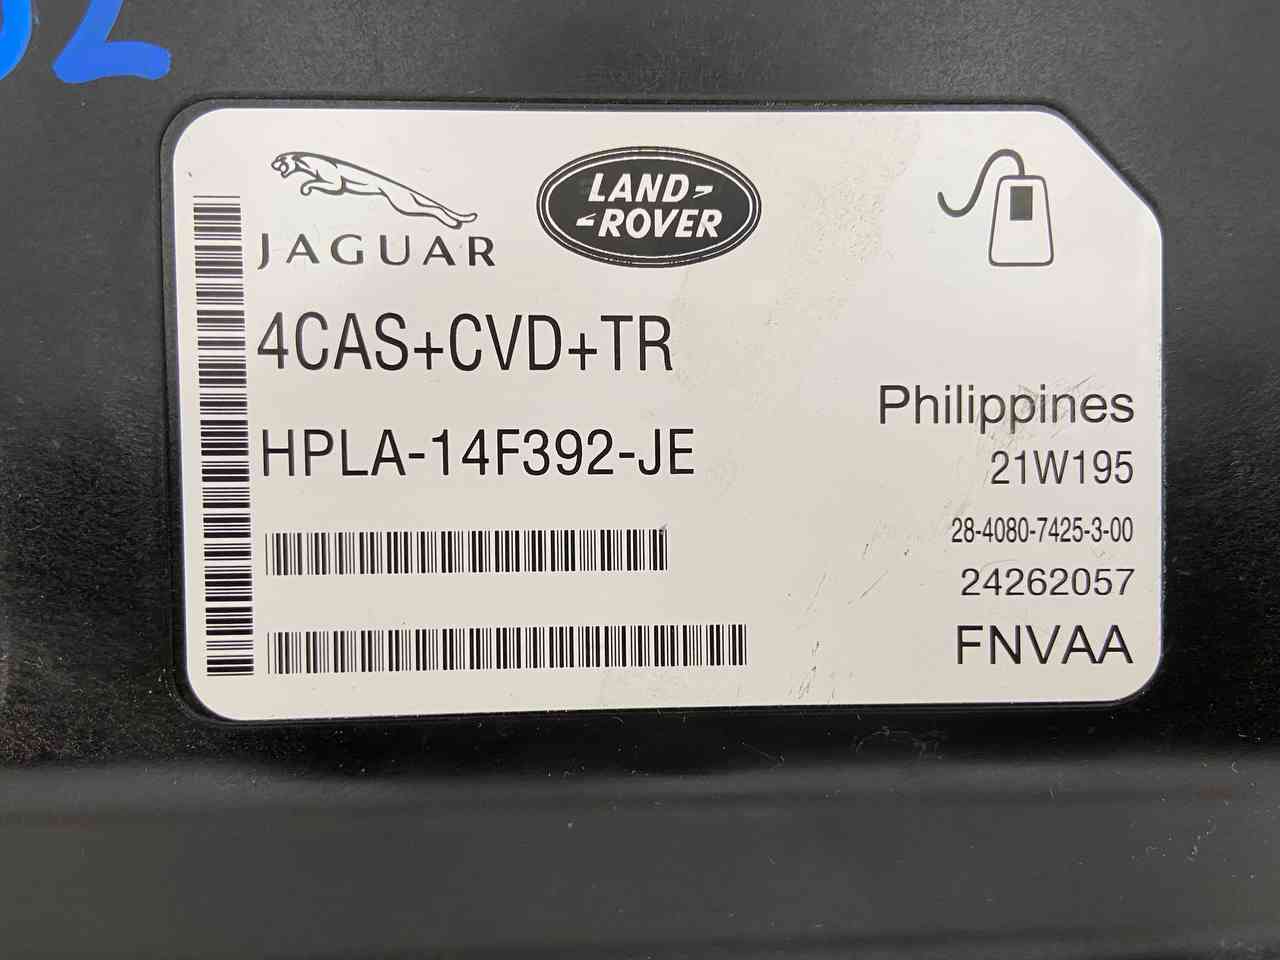 JAGUAR
LAND-
-ROVER
4CAS+CVD+TR
HPLA-14F392-JE
Philippines
21W195
28-4080-7425-3-00
24262057
FNVAA